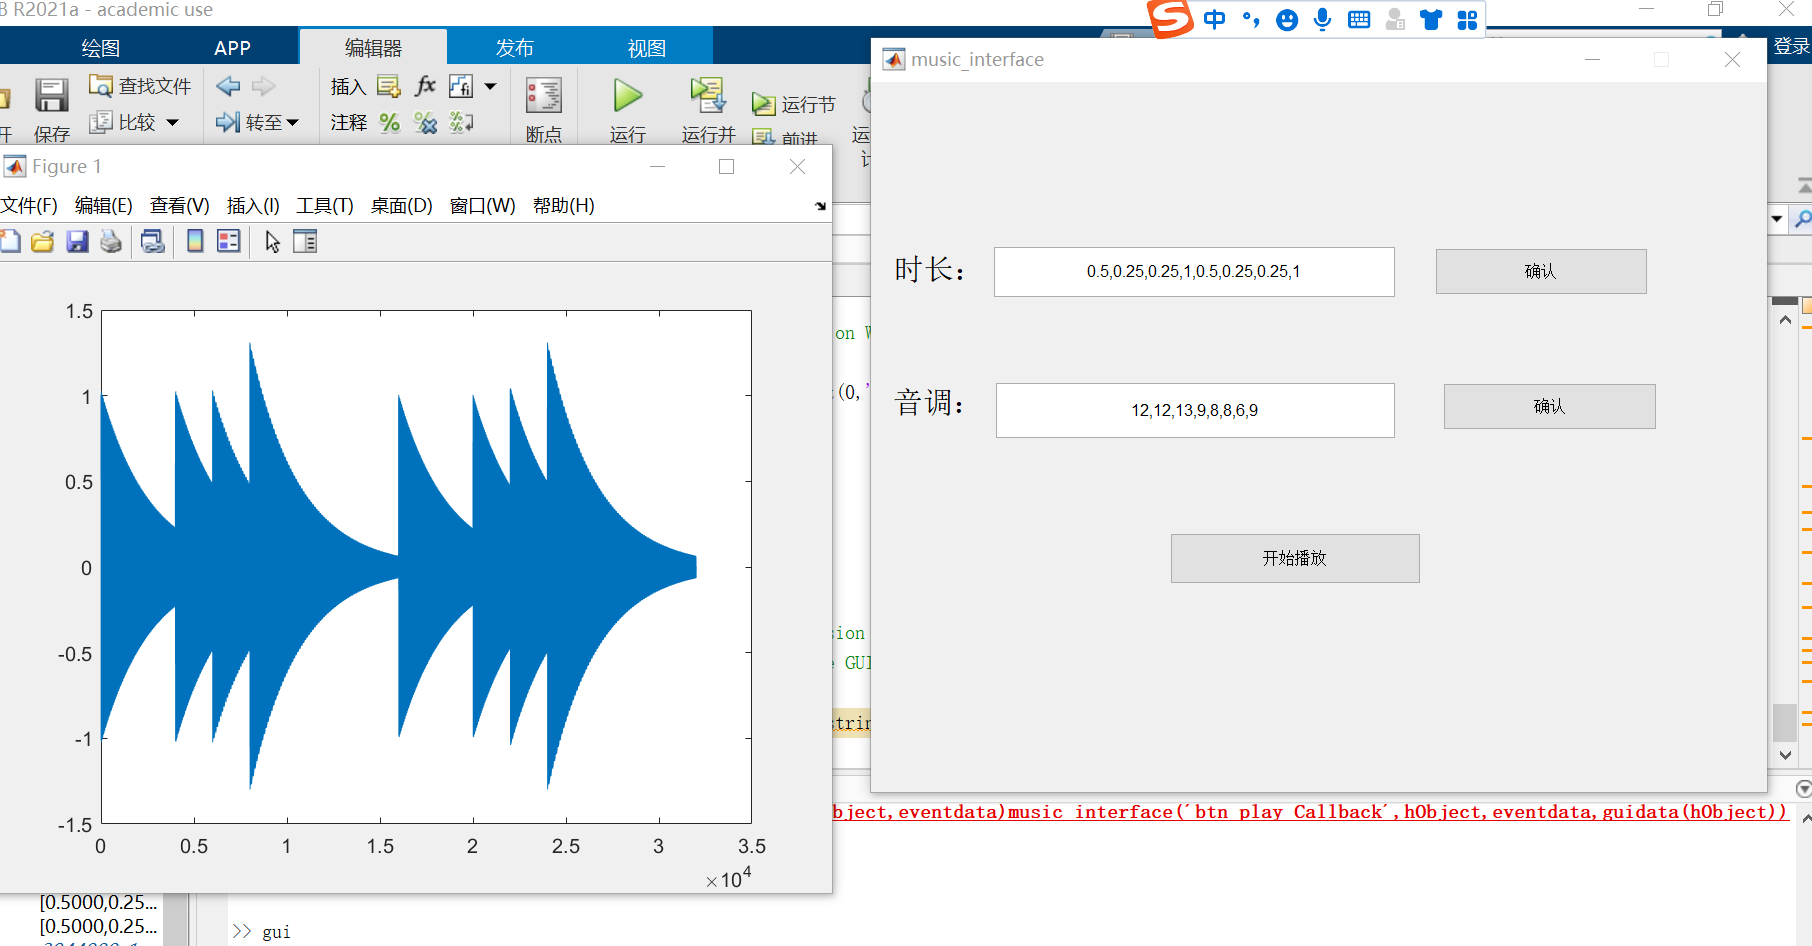 B R2021a - academic use
绘图 APP 编辑器 发布 视图 登录
查找文件 插入 fx fi 运行节
保存 比较 转至 注释 断点 运行 运行并 前进
Figure 1
文件(F) 编辑(E) 查看(V) 插入(I) 工具(T) 桌面(D) 窗口(W) 帮助(H)
1.5
1
0.5
0
-0.5
-1
-1.5
0 0.5 1 1.5 2 2.5 3 3.5
×10⁴
中
music_interface
时长： 0.5,0.25,0.25,1,0.5,0.25,0.25,1 确认
音调： 12,12,13,9,8,8,6,9 确认
开始播放
on
(0,'
sion
GUI
strin
bject,eventdata)music_interface('btn_play_Callback',hObject,eventdata,guidata(hObject))
[0.5000,0.25...
[0.5000,0.25...
>> gui